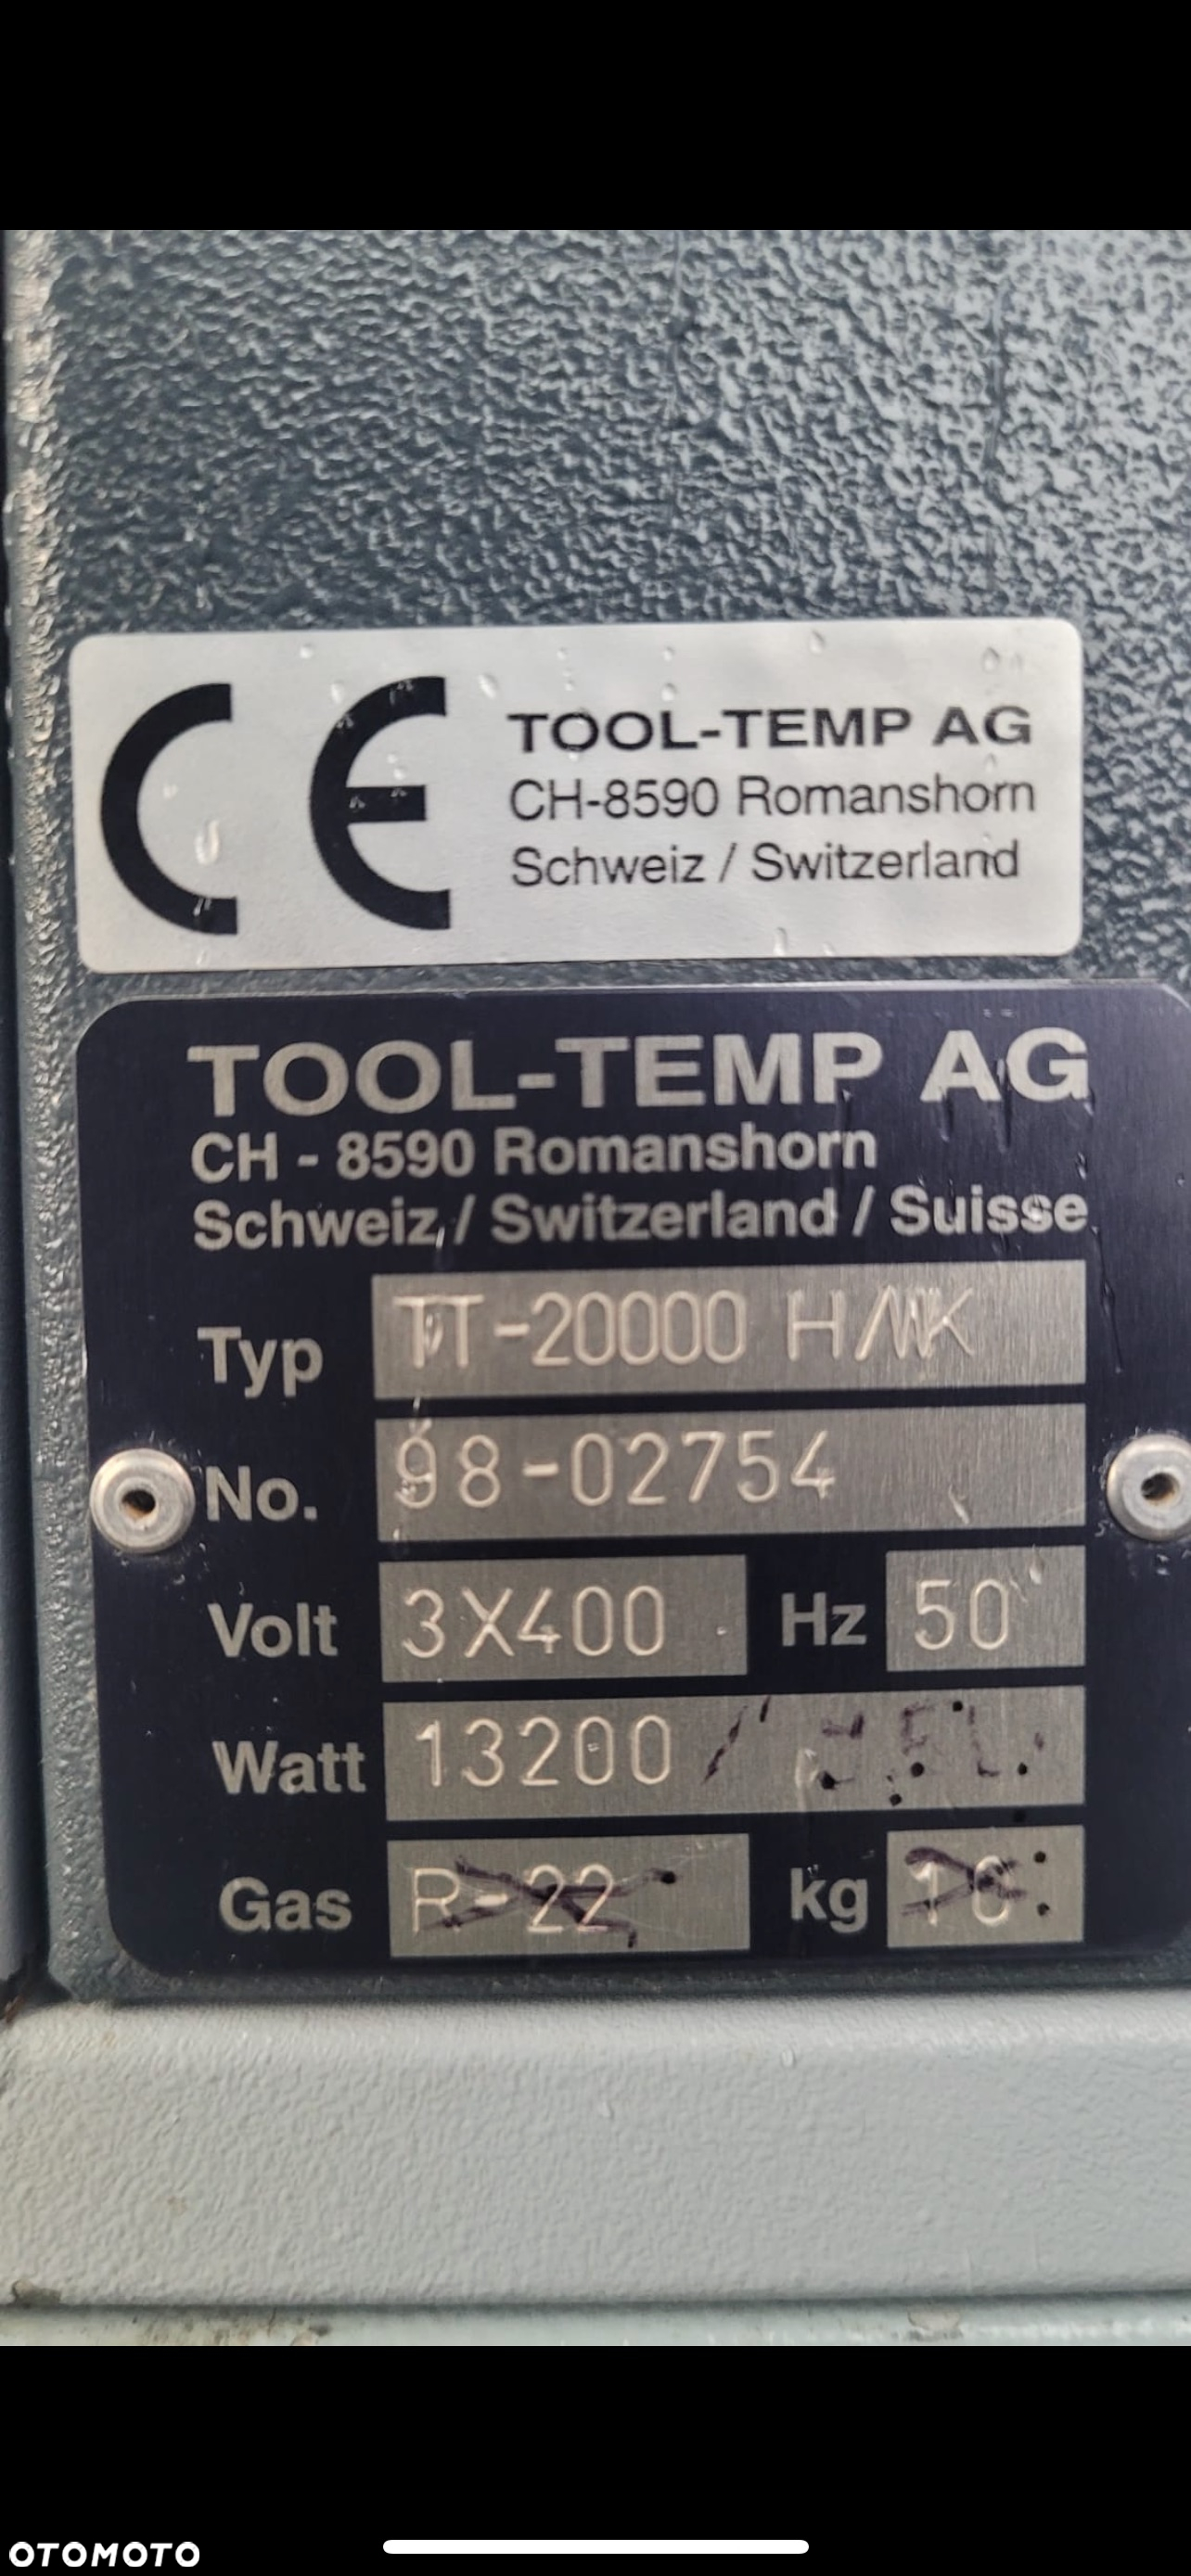 CE
TOOL-TEMP AG
CH-8590 Romanshorn
Schweiz / Switzerland
TOOL-TEMP AG
CH - 8590 Romanshorn
Schweiz / Switzerland / Suisse
Typ TT-20000 H/WK
No. 98-02754
Volt 3X400 Hz 50
Watt 13200 /
Gas R-22 kg
OTOMOTO